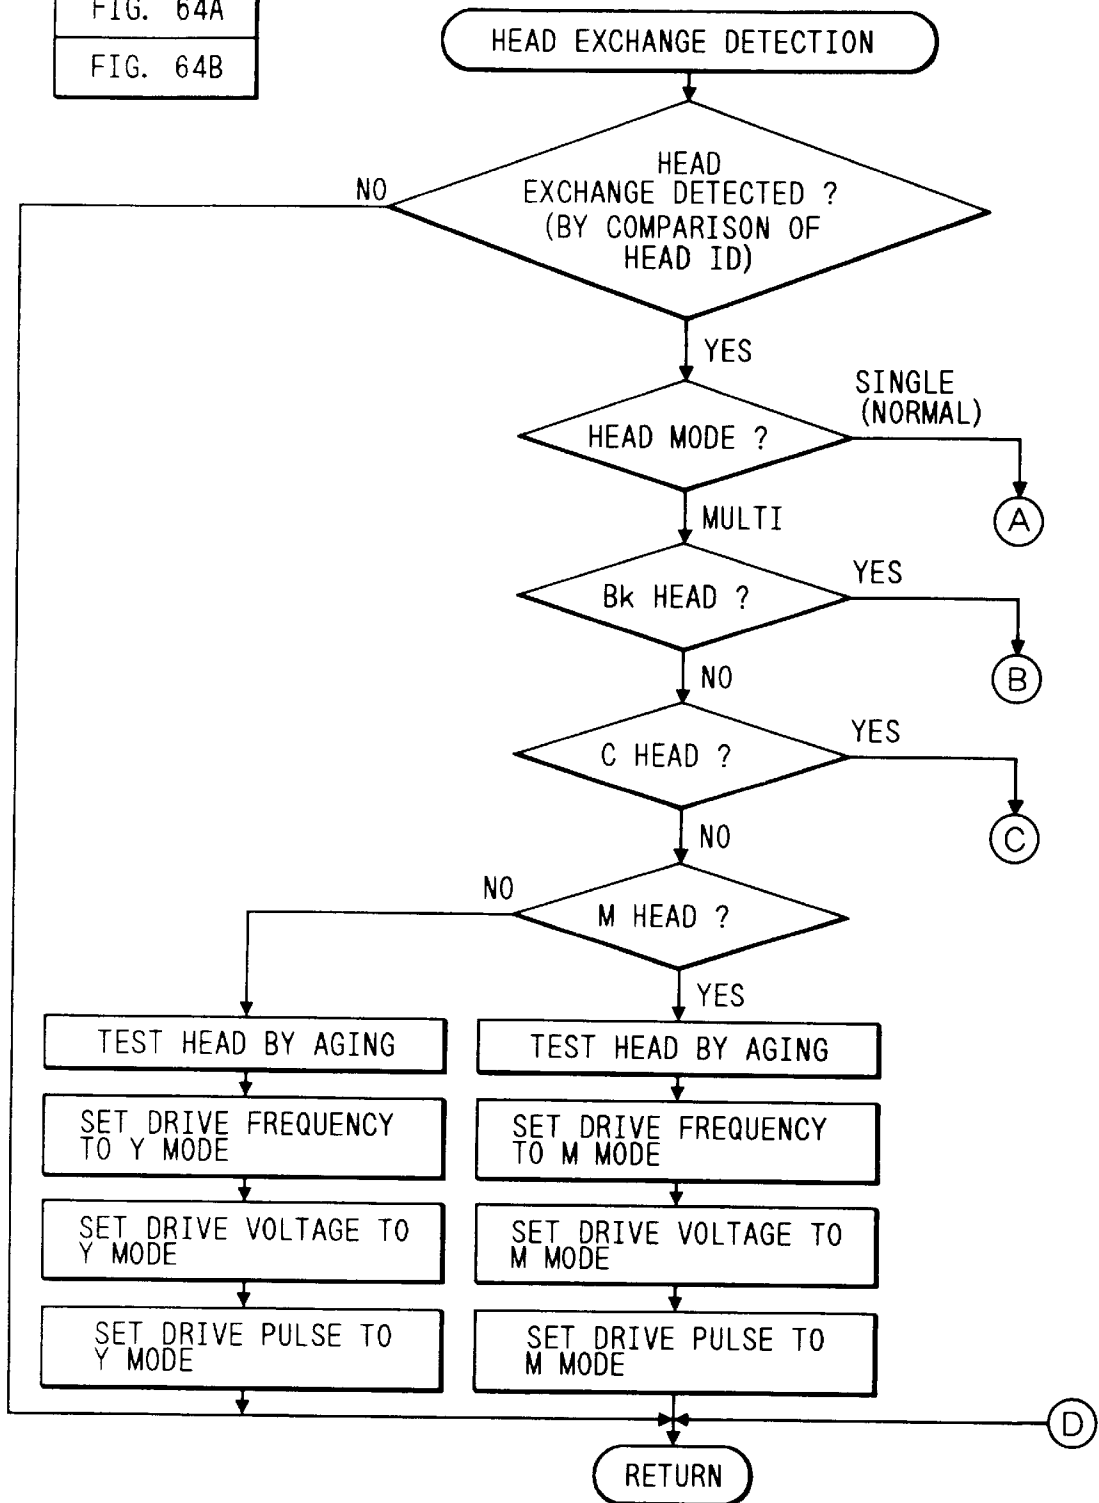 FIG. 64A
FIG. 64B
HEAD EXCHANGE DETECTION
HEAD
EXCHANGE DETECTED ?
(BY COMPARISON OF
HEAD ID)
NO
YES
HEAD MODE ?
SINGLE
(NORMAL)
A
MULTI
Bk HEAD ?
YES
B
NO
C HEAD ?
YES
C
NO
M HEAD ?
NO
YES
TEST HEAD BY AGING
SET DRIVE FREQUENCY
TO Y MODE
SET DRIVE VOLTAGE TO
Y MODE
SET DRIVE PULSE TO
Y MODE
TEST HEAD BY AGING
SET DRIVE FREQUENCY
TO M MODE
SET DRIVE VOLTAGE TO
M MODE
SET DRIVE PULSE TO
M MODE
D
RETURN